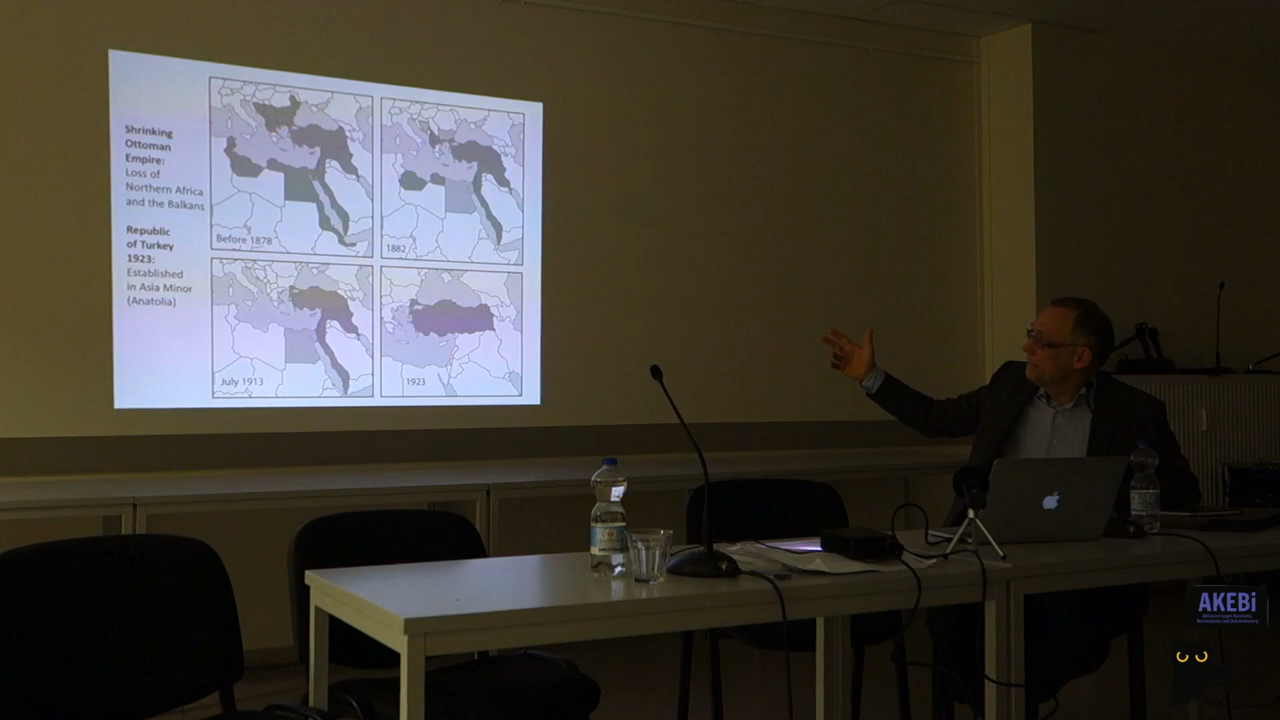 Shrinking
Ottoman
Empire:
Loss of
Northern Africa
and the Balkans
Republic
of Turkey
1923:
Established
in Asia Minor
(Anatolia)
Before 1878
1882
July 1913
1923
AKEBi